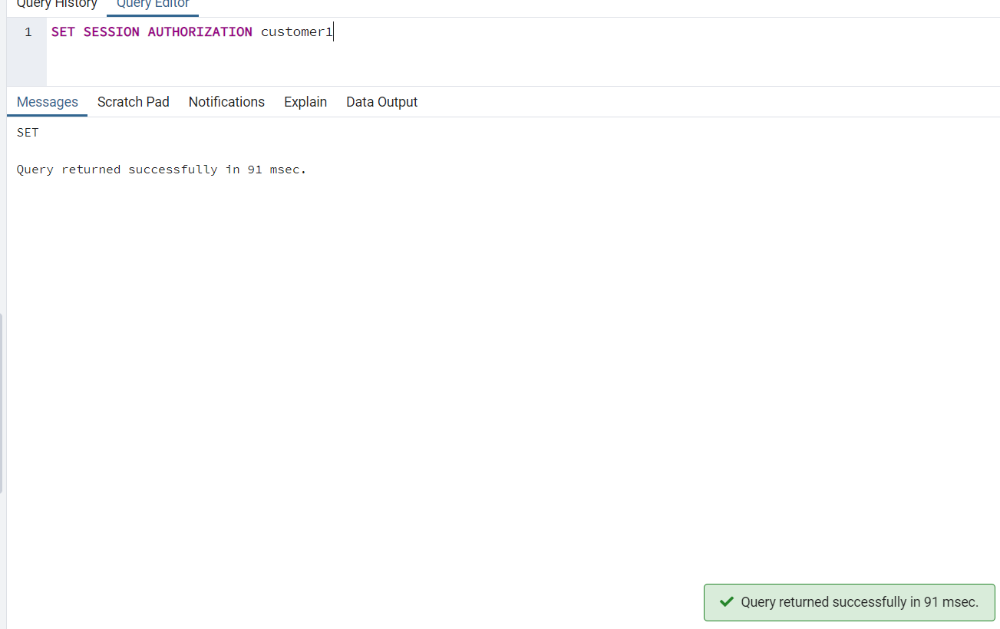 Query History Query Editor
1 SET SESSION AUTHORIZATION customer1
Messages Scratch Pad Notifications Explain Data Output
SET
Query returned successfully in 91 msec.
Query returned successfully in 91 msec.